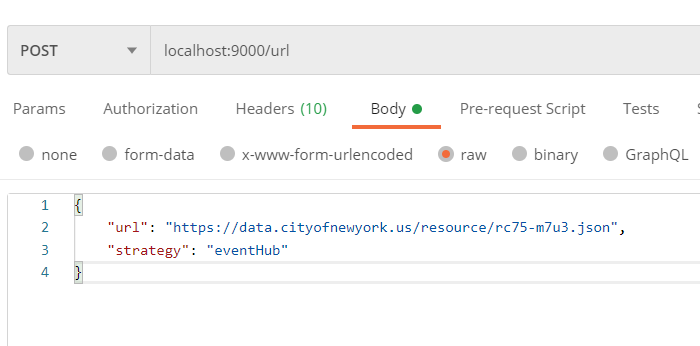 POST localhost:9000/url
Params Authorization Headers (10) Body Pre-request Script Tests
none form-data x-www-form-urlencoded raw binary GraphQL
1 {
2 "url": "https://data.cityofnewyork.us/resource/rc75-m7u3.json",
3 "strategy": "eventHub"
4 }